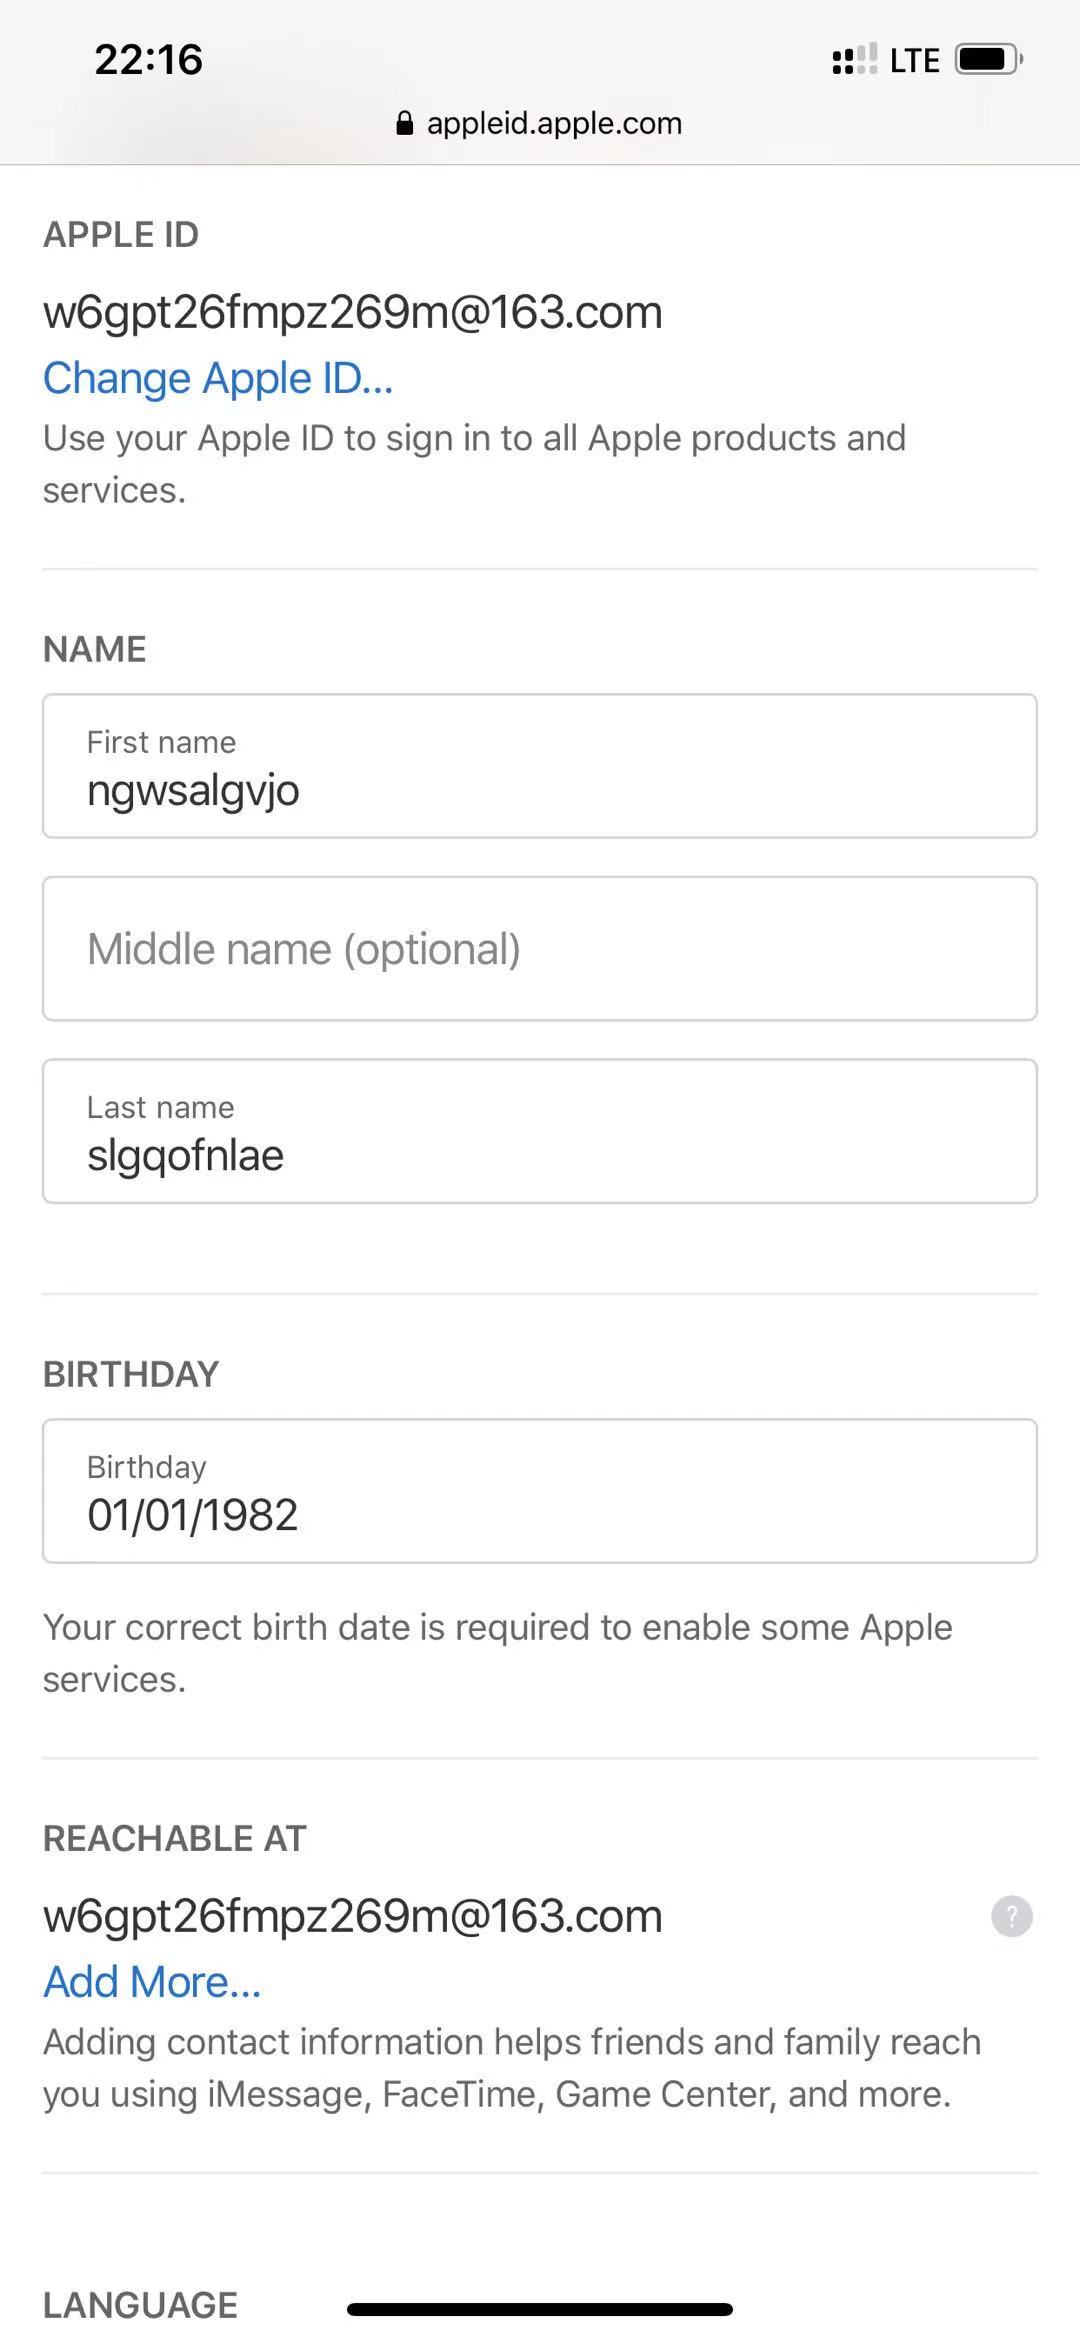 22:16
LTE
appleid.apple.com
APPLE ID
w6gpt26fmpz269m@163.com
Change Apple ID...
Use your Apple ID to sign in to all Apple products and
services.
NAME
First name
ngwsalgvjo
Middle name (optional)
Last name
slgqofnlae
BIRTHDAY
Birthday
01/01/1982
Your correct birth date is required to enable some Apple
services.
REACHABLE AT
w6gpt26fmpz269m@163.com
?
Add More...
Adding contact information helps friends and family reach
you using iMessage, FaceTime, Game Center, and more.
LANGUAGE